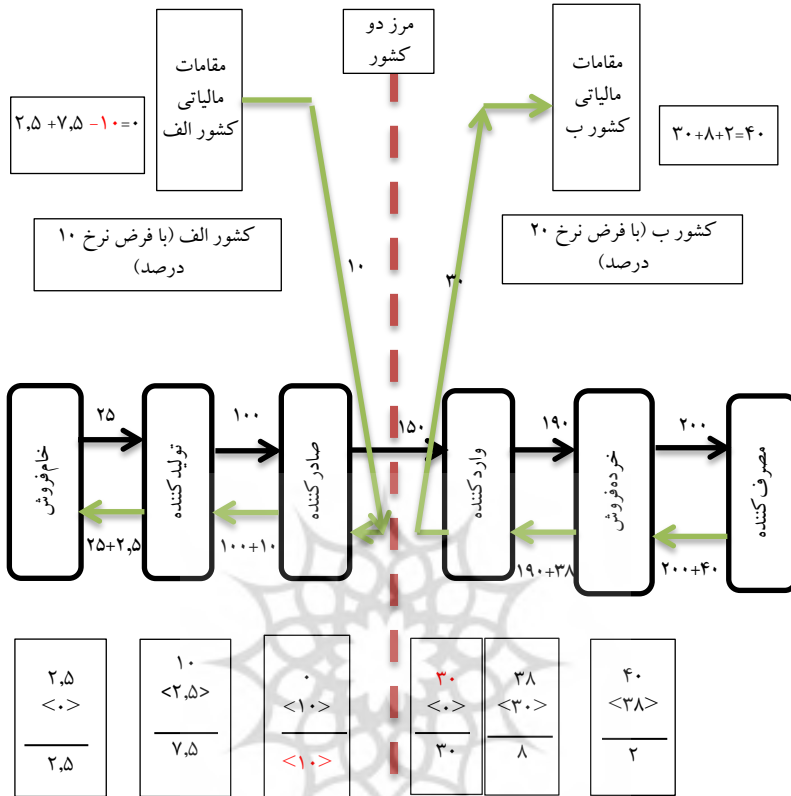 مرز دو
کشور
مقامات
مالیاتی
کشور ب
مقامات
مالیاتی
کشور الف
۳۰+۸+۲=۴۰
۲,۵ +۷,۵ −۱۰=۰
کشور ب (با فرض نرخ ۲۰
درصد)
کشور الف (با فرض نرخ ۱۰
درصد)
۱۰
۳۰
۲۵
۱۰۰
۱۵۰
۱۹۰
۲۰۰
خام‌فروش
تولیدکننده
صادرکننده
واردکننده
خرده‌فروش
مصرف‌کننده
۲۵+۲,۵
۱۰۰+۱۰
۱۹۰+۳۸
۲۰۰+۴۰
۲,۵
<۰>
۲,۵
۱۰
<۲,۵>
۷,۵
۰
<۱۰>
<۱۰>
۳۰
<۰>
۳۰
۳۸
<۳۰>
۸
۴۰
<۳۸>
۲